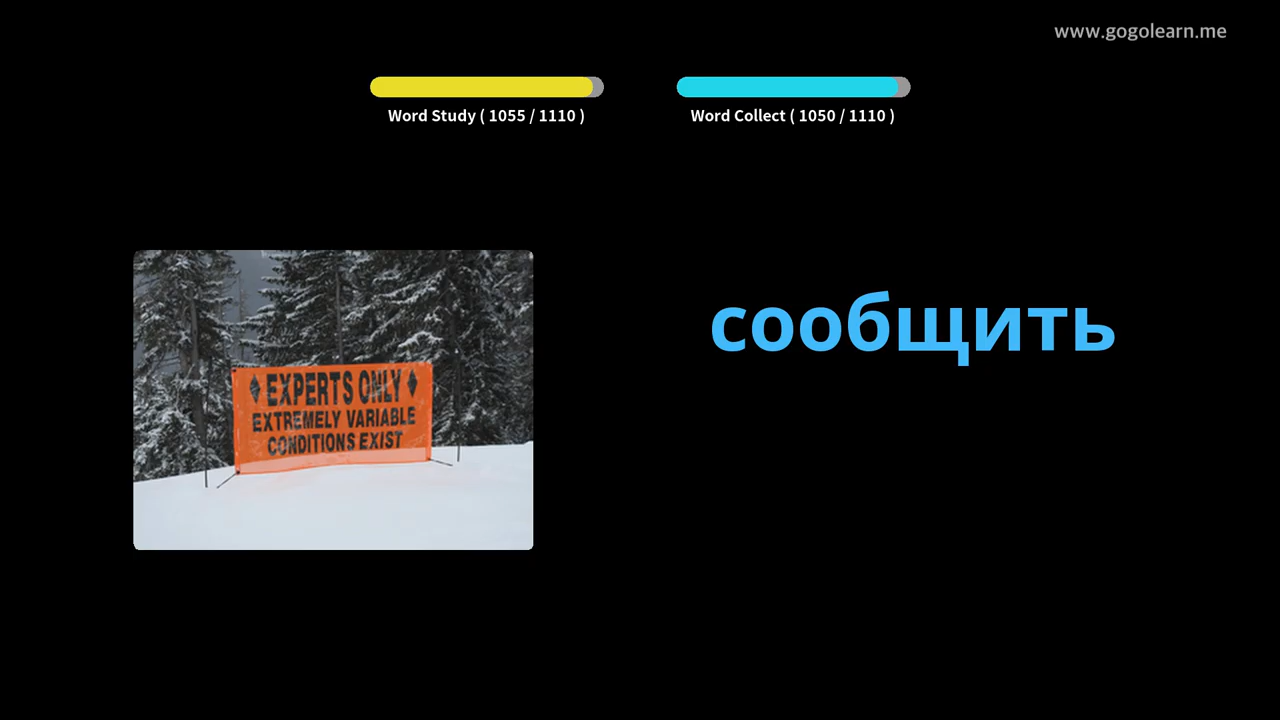 www.gogolearn.me
Word Study ( 1055 / 1110 )
Word Collect ( 1050 / 1110 )
сообщить
EXPERTS ONLY
EXTREMELY VARIABLE
CONDITIONS EXIST